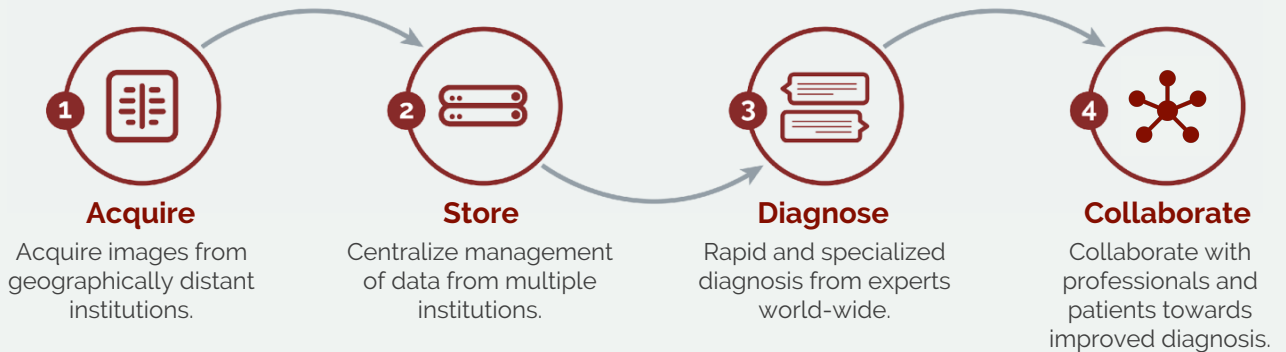 1
2
3
4
Acquire
Acquire images from
geographically distant
institutions.
Store
Centralize management
of data from multiple
institutions.
Diagnose
Rapid and specialized
diagnosis from experts
world-wide.
Collaborate
Collaborate with
professionals and
patients towards
improved diagnosis.